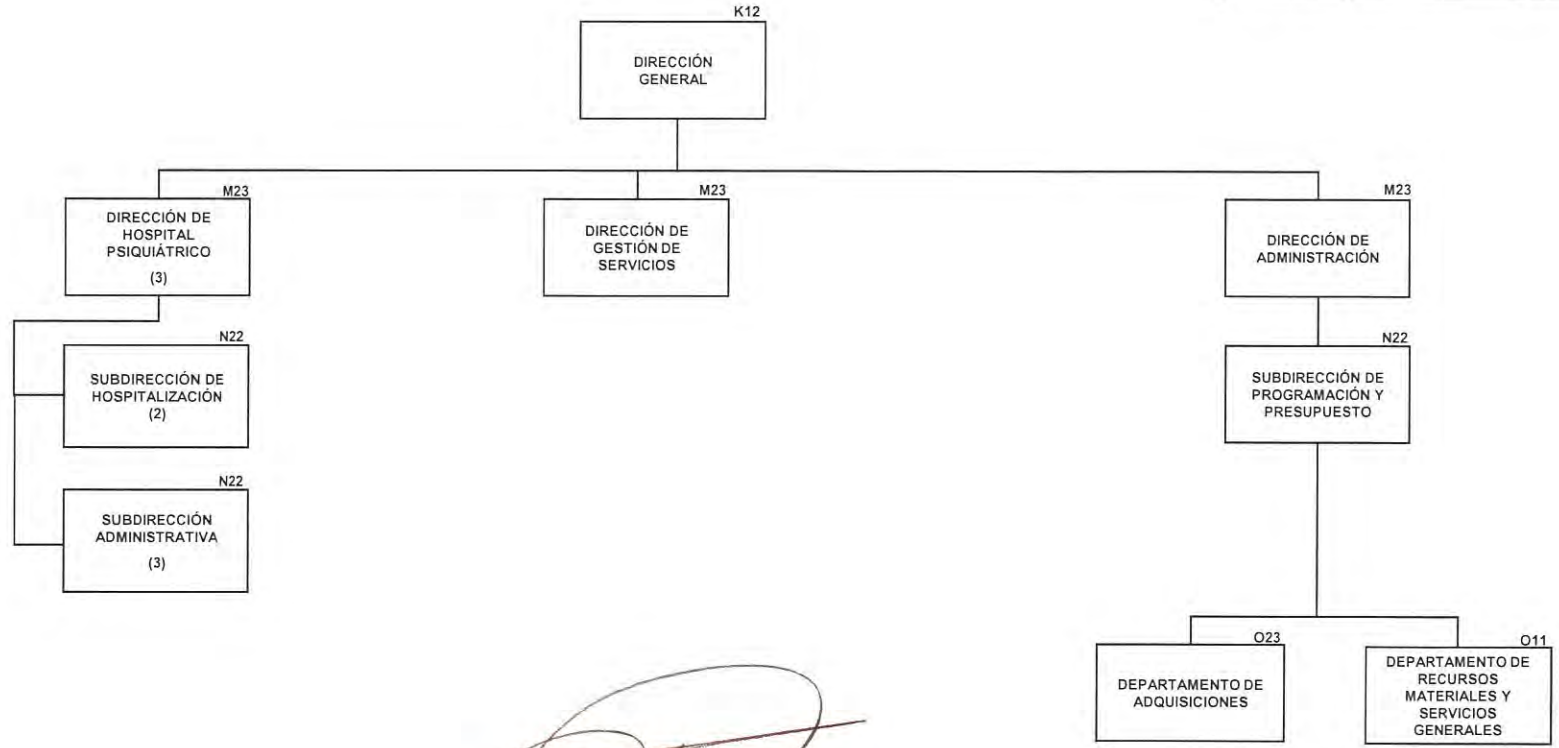 K12
DIRECCIÓN
GENERAL
M23
DIRECCIÓN DE
HOSPITAL
PSIQUIÁTRICO
(3)
M23
DIRECCIÓN DE
GESTIÓN DE
SERVICIOS
M23
DIRECCIÓN DE
ADMINISTRACIÓN
N22
SUBDIRECCIÓN DE
HOSPITALIZACIÓN
(2)
N22
SUBDIRECCIÓN DE
PROGRAMACIÓN Y
PRESUPUESTO
N22
SUBDIRECCIÓN
ADMINISTRATIVA
(3)
O23
DEPARTAMENTO DE
ADQUISICIONES
O11
DEPARTAMENTO DE
RECURSOS
MATERIALES Y
SERVICIOS
GENERALES